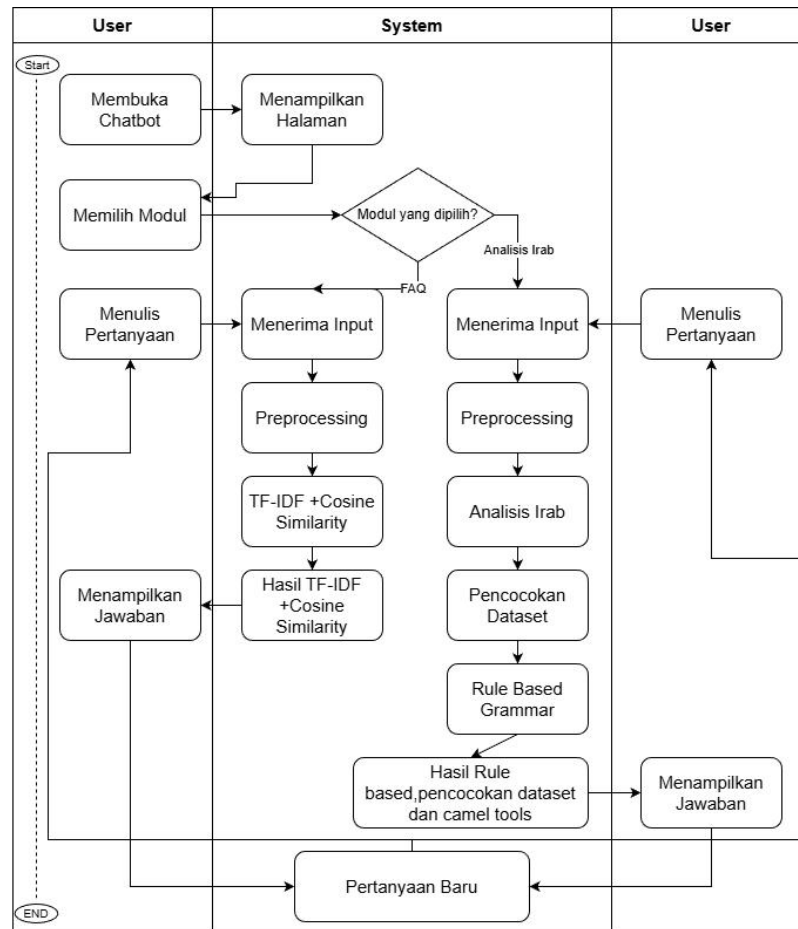 User
System
User
Start
Membuka
Chatbot
Menampilkan
Halaman
Memilih Modul
Modul yang dipilih?
Analisis Irab
FAQ
Menulis
Pertanyaan
Menerima Input
Menerima Input
Menulis
Pertanyaan
Preprocessing
Preprocessing
TF-IDF +Cosine
Similarity
Analisis Irab
Menampilkan
Jawaban
Hasil TF-IDF
+Cosine
Similarity
Pencocokan
Dataset
Rule Based
Grammar
Hasil Rule
based,pencocokan dataset
dan camel tools
Menampilkan
Jawaban
Pertanyaan Baru
END